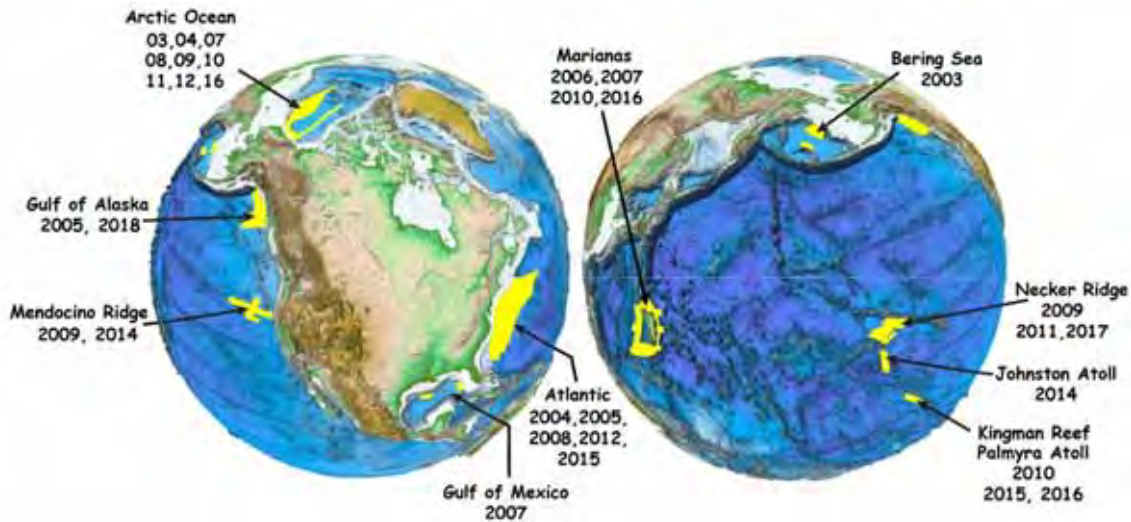 Arctic Ocean
03,04,07
08,09,10
11,12,16
Gulf of Alaska
2005, 2018
Mendocino Ridge
2009, 2014
Atlantic
2004,2005,
2008,2012,
2015
Gulf of Mexico
2007
Marianas
2006,2007
2010,2016
Bering Sea
2003
Necker Ridge
2009
2011,2017
Johnston Atoll
2014
Kingman Reef
Palmyra Atoll
2010
2015, 2016